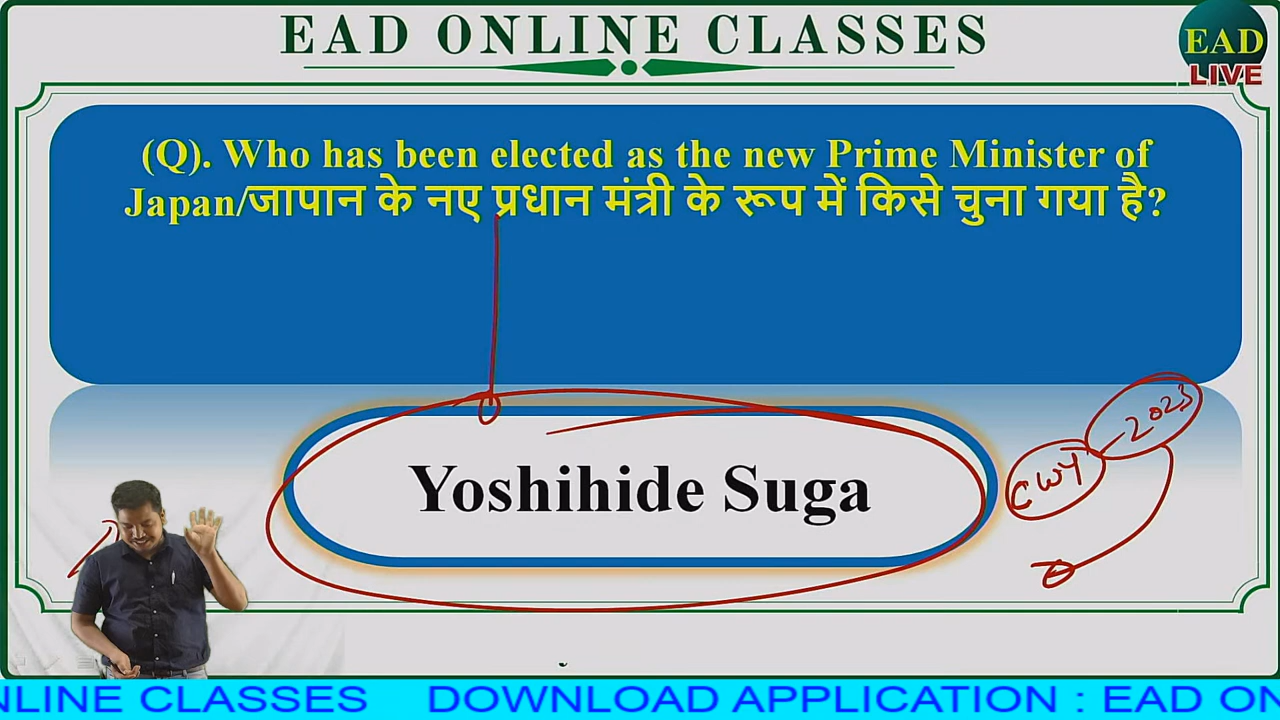 EAD ONLINE CLASSES
EAD
LIVE
(Q). Who has been elected as the new Prime Minister of
Japan/जापान के नए प्रधान मंत्री के रूप में किसे चुना गया है?
Yoshihide Suga
CWT - 2023
NLINE CLASSES DOWNLOAD APPLICATION : EAD ON